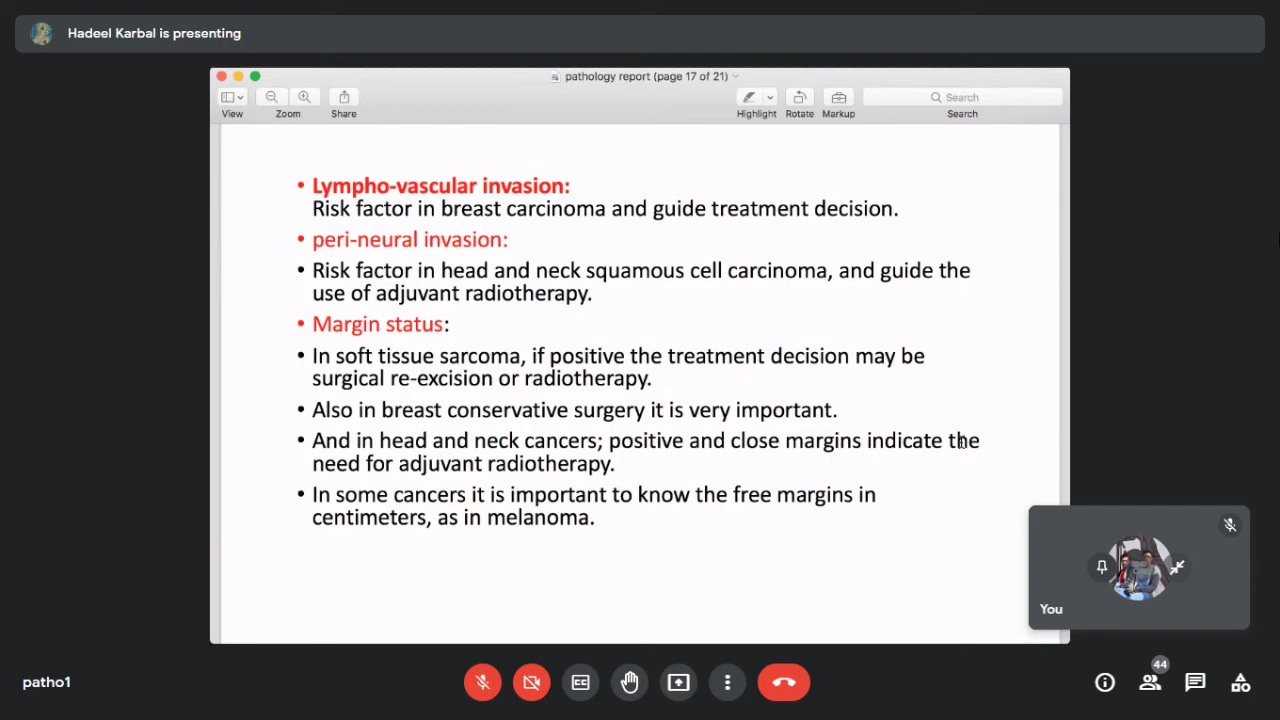 Hadeel Karbal is presenting
pathology report (page 17 of 21)
View
Zoom
Share
Highlight
Rotate
Markup
Search
Search
• Lympho-vascular invasion:
Risk factor in breast carcinoma and guide treatment decision.
• peri-neural invasion:
• Risk factor in head and neck squamous cell carcinoma, and guide the
use of adjuvant radiotherapy.
• Margin status:
• In soft tissue sarcoma, if positive the treatment decision may be
surgical re-excision or radiotherapy.
• Also in breast conservative surgery it is very important.
• And in head and neck cancers; positive and close margins indicate the
need for adjuvant radiotherapy.
• In some cancers it is important to know the free margins in
centimeters, as in melanoma.
You
patho1
CC
44